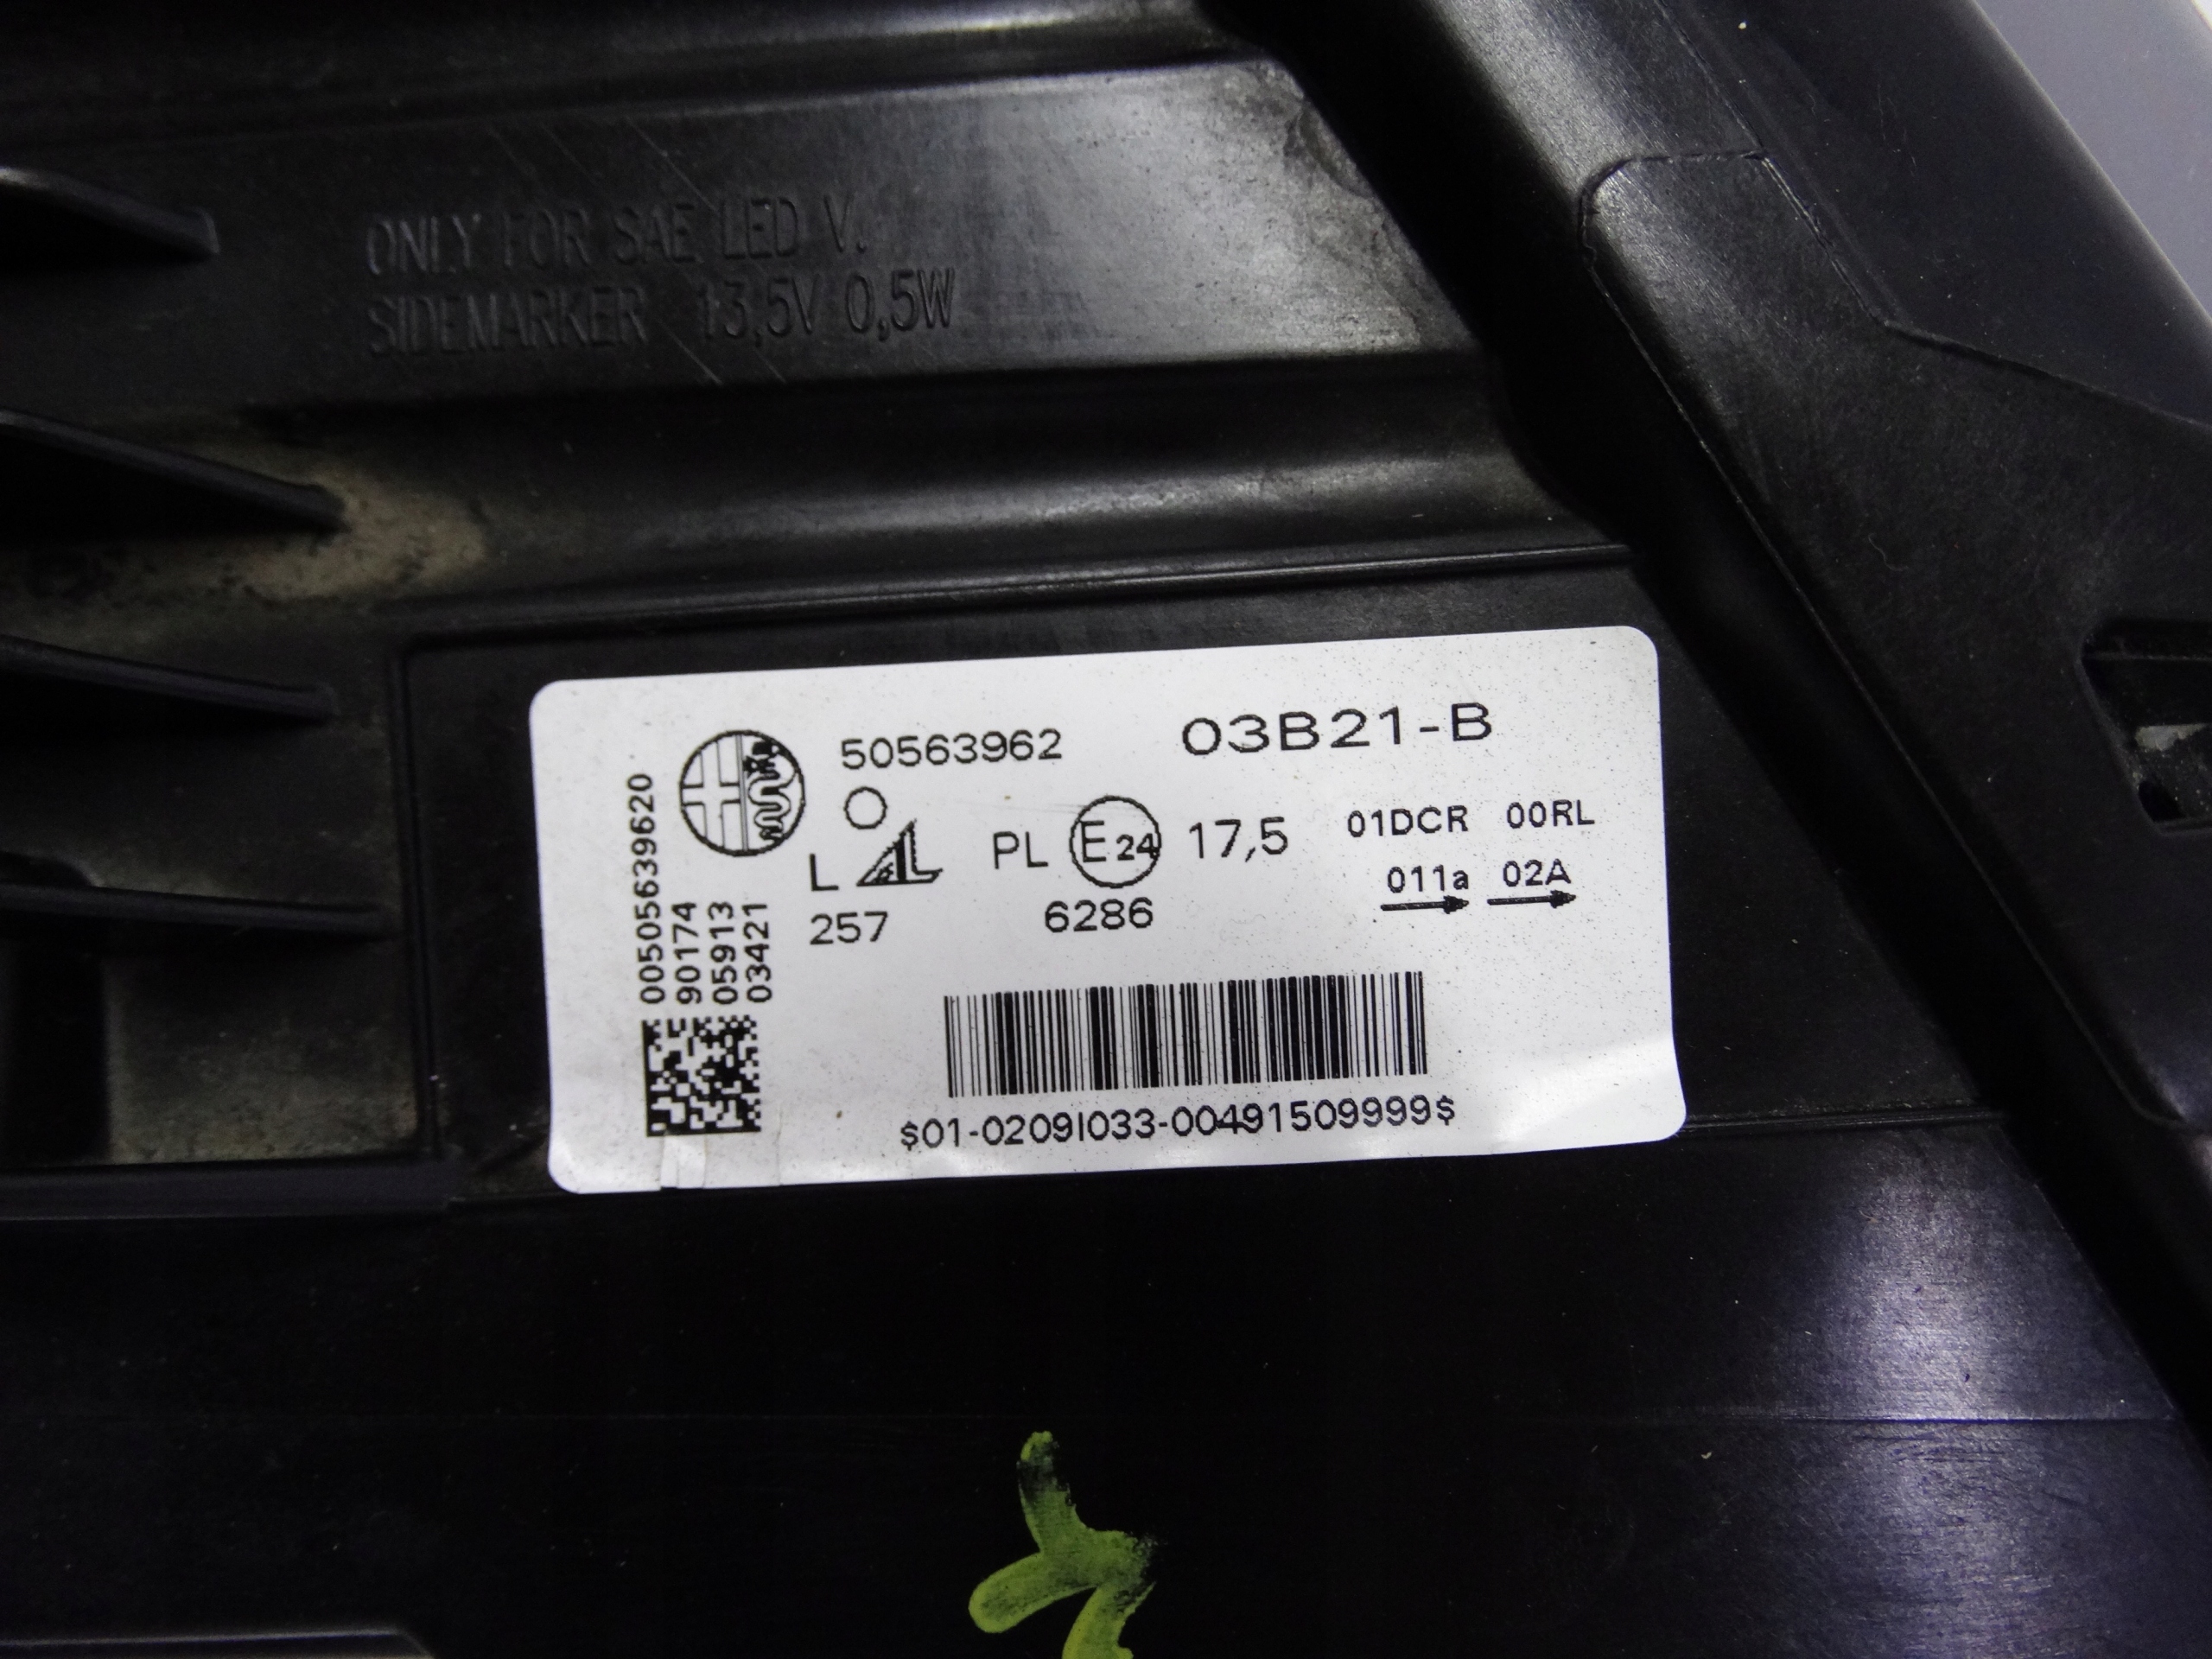 ONLY FOR SAE LED V.
SIDEMARKER 13,5V 0,5W
50563962 03B21-B
L AL PL E24 17,5 01DCR 00RL
011a 02A
257 6286
00505639620
90174
05913
03421
$01-0209I033-00491509999$